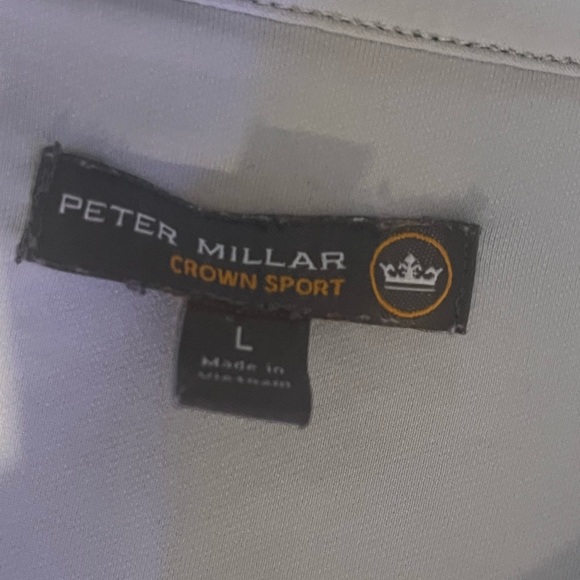 PETER MILLAR
CROWN SPORT
L
Made in
Vietnam